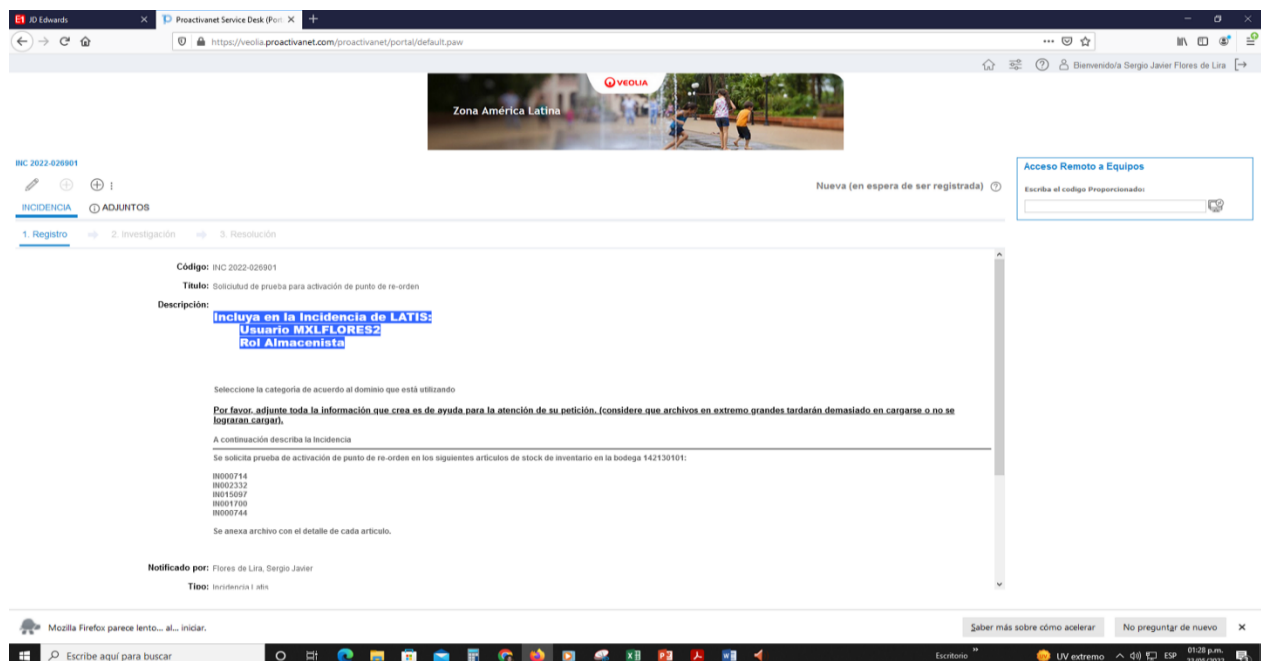 JD Edwards
Proactivanet Service Desk (Port
https://veolia.proactivanet.com/proactivanet/portal/default.paw
Bienvenido/a Sergio Javier Flores de Lira
VEOLIA
Zona América Latina
INC 2022-026901
Nueva (en espera de ser registrada)
Acceso Remoto a Equipos
Escriba el codigo Proporcionado:
INCIDENCIA ADJUNTOS
1. Registro 2. Investigación 3. Resolución
Código: INC 2022-026901
Título: Soliciutud de prueba para activación de punto de re-orden
Descripción:
Incluya en la Incidencia de LATIS:
Usuario MXLFLORES2
Rol Almacenista
Seleccione la categoría de acuerdo al dominio que está utilizando
Por favor, adjunte toda la información que crea es de ayuda para la atención de su petición. (considere que archivos en extremo grandes tardarán demasiado en cargarse o no se
lograran cargar).
A continuación describa la Incidencia
Se solicita prueba de activación de punto de re-orden en los siguientes articulos de stock de inventario en la bodega 142130101:
IN000714
IN002332
IN015097
IN001700
IN000744
Se anexa archivo con el detalle de cada articulo.
Notificado por: Flores de Lira, Sergio Javier
Tipo: Incidencia Latis
Mozilla Firefox parece lento... al... iniciar.
Saber más sobre cómo acelerar
No preguntar de nuevo
Escribe aquí para buscar
Escritorio
UV extremo
ESP
01:28 p.m.